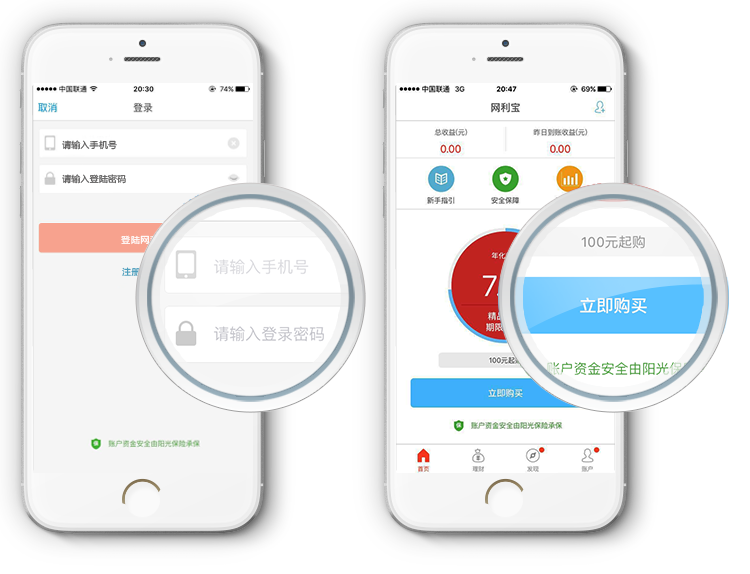 中国联通 20:30 74%
取消 登录
请输入手机号
请输入登陆密码
登陆网
注册
请输入手机号
请输入登录密码
账户资金安全由阳光保险承保
中国联通 3G 20:47 69%
网利宝
总收益(元) 昨日到账收益(元)
0.00 0.00
新手指引 安全保障
年化
7.
精品
期限
100元起购
立即购买
100元起购
立即购买
账户资金安全由阳光保
保 账户资金安全由阳光保险承保
首页 理财 发现 账户